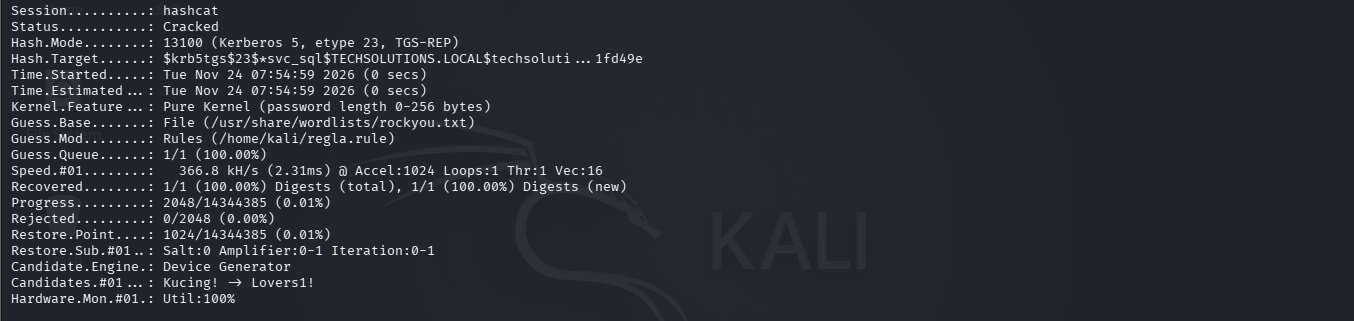 Session..........: hashcat
Status...........: Cracked
Hash.Mode........: 13100 (Kerberos 5, etype 23, TGS-REP)
Hash.Target......: $krb5tgs$23$*svc_sql$TECHSOLUTIONS.LOCAL$techsoluti...1fd49e
Time.Started.....: Tue Nov 24 07:54:59 2026 (0 secs)
Time.Estimated...: Tue Nov 24 07:54:59 2026 (0 secs)
Kernel.Feature...: Pure Kernel (password length 0-256 bytes)
Guess.Base.......: File (/usr/share/wordlists/rockyou.txt)
Guess.Mod........: Rules (/home/kali/regla.rule)
Guess.Queue......: 1/1 (100.00%)
Speed.#01........:   366.8 kH/s (2.31ms) @ Accel:1024 Loops:1 Thr:1 Vec:16
Recovered........: 1/1 (100.00%) Digests (total), 1/1 (100.00%) Digests (new)
Progress.........: 2048/14344385 (0.01%)
Rejected.........: 0/2048 (0.00%)
Restore.Point....: 1024/14344385 (0.01%)
Restore.Sub.#01..: Salt:0 Amplifier:0-1 Iteration:0-1
Candidate.Engine.: Device Generator
Candidates.#01...: Kucing! -> Lovers1!
Hardware.Mon.#01.: Util:100%
KALI